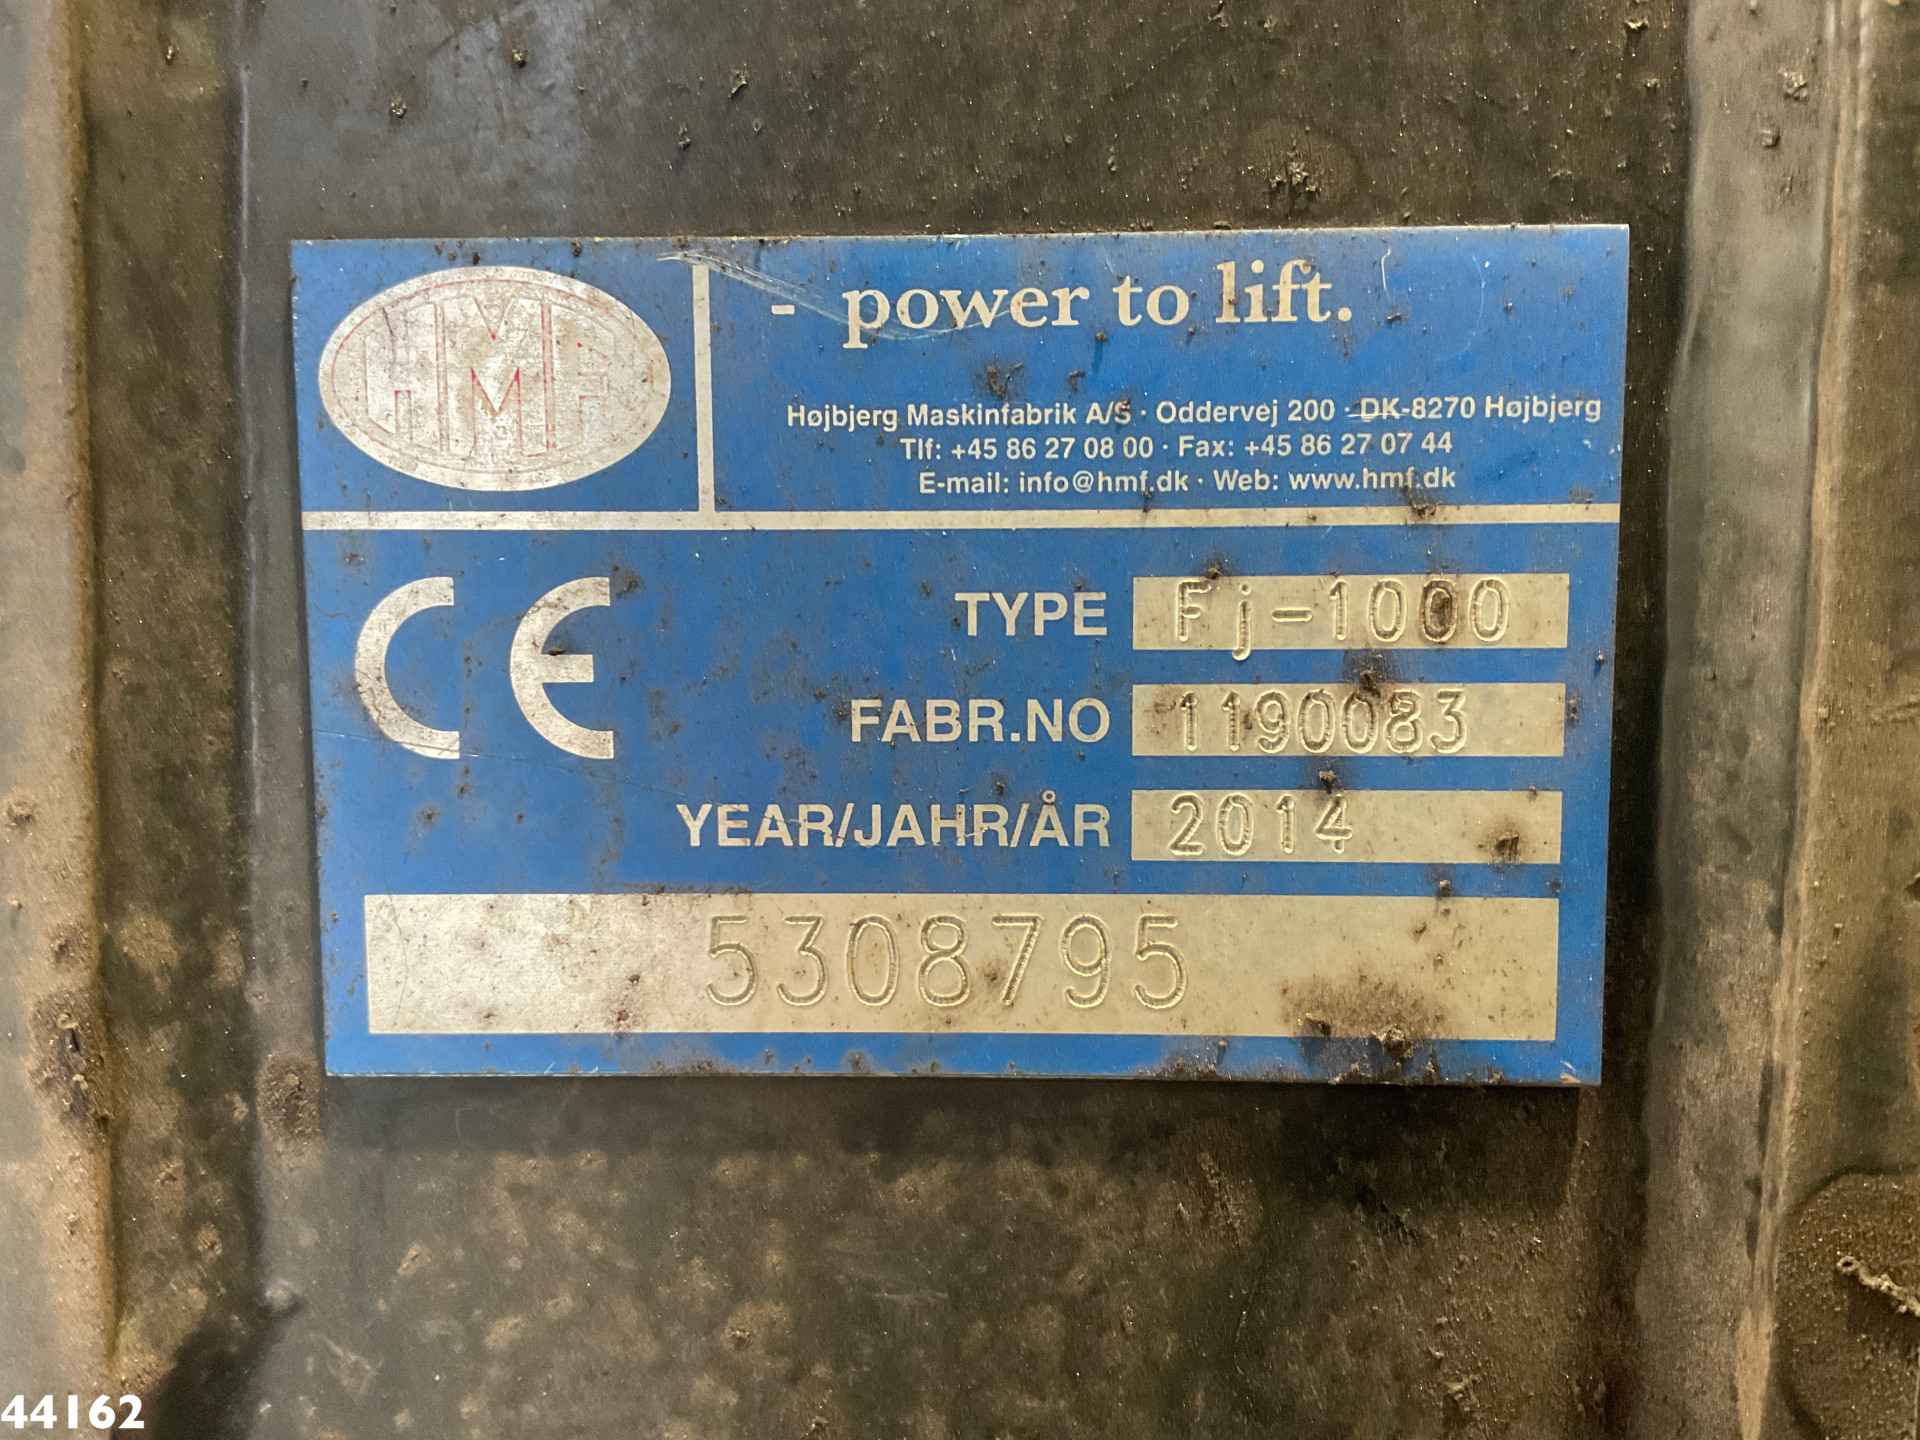 HMF
- power to lift.
Højbjerg Maskinfabrik A/S · Oddervej 200 · DK-8270 Højbjerg
Tlf: +45 86 27 08 00 · Fax: +45 86 27 07 44
E-mail: info@hmf.dk · Web: www.hmf.dk
CE
TYPE Fj-1000
FABR.NO 1190083
YEAR/JAHR/ÅR 2014
5308795
44162